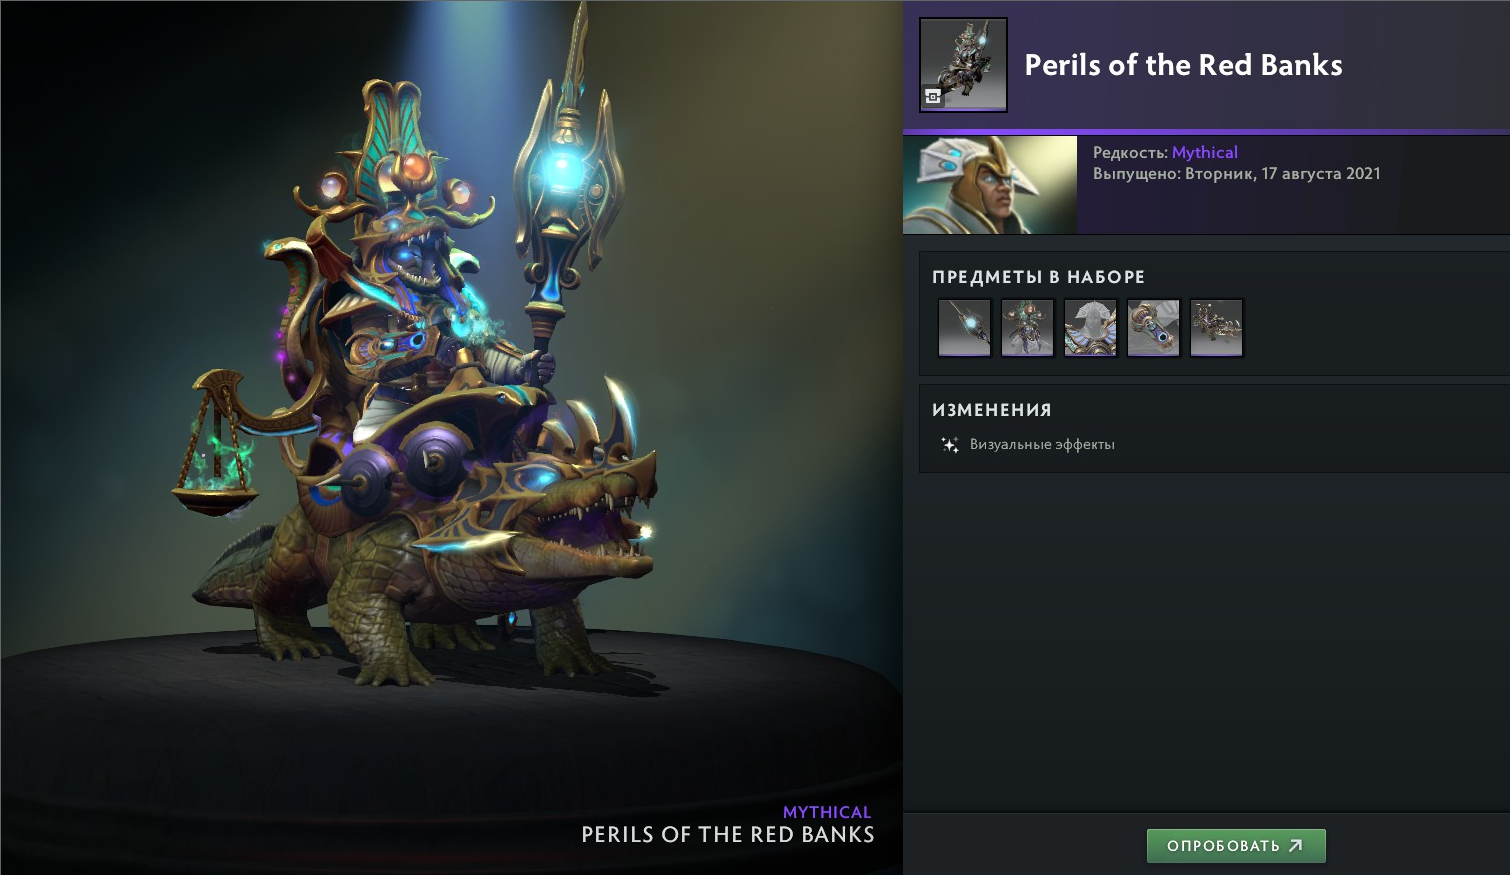 Perils of the Red Banks
Редкость: Mythical
Выпущено: Вторник, 17 августа 2021
ПРЕДМЕТЫ В НАБОРЕ
ИЗМЕНЕНИЯ
Визуальные эффекты
MYTHICAL
PERILS OF THE RED BANKS
ОПРОБОВАТЬ